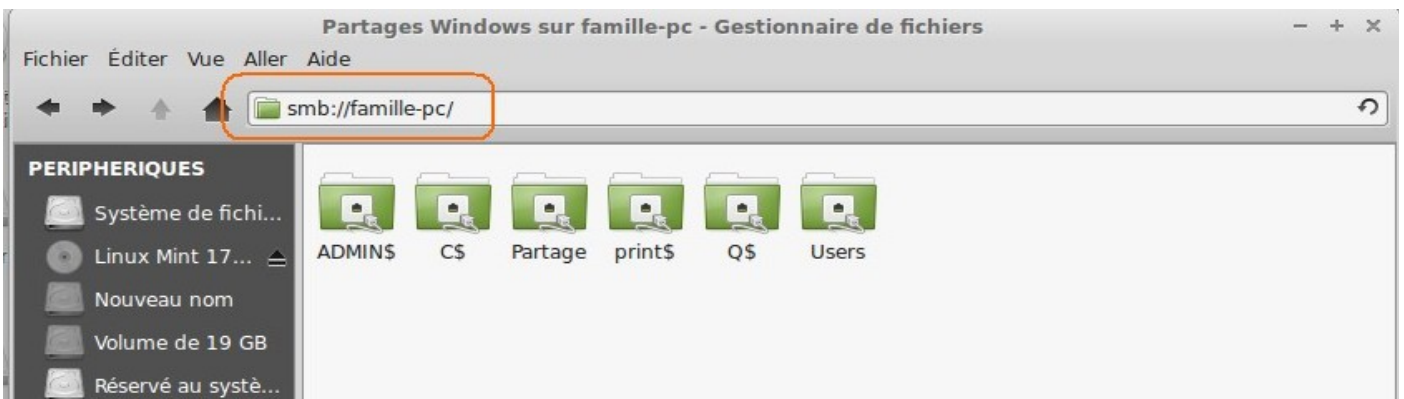 Partages Windows sur famille-pc - Gestionnaire de fichiers
Fichier Éditer Vue Aller Aide
smb://famille-pc/
PERIPHERIQUES
Système de fichi...
Linux Mint 17...
Nouveau nom
Volume de 19 GB
Réservé au systè...
ADMIN$ C$ Partage print$ Q$ Users